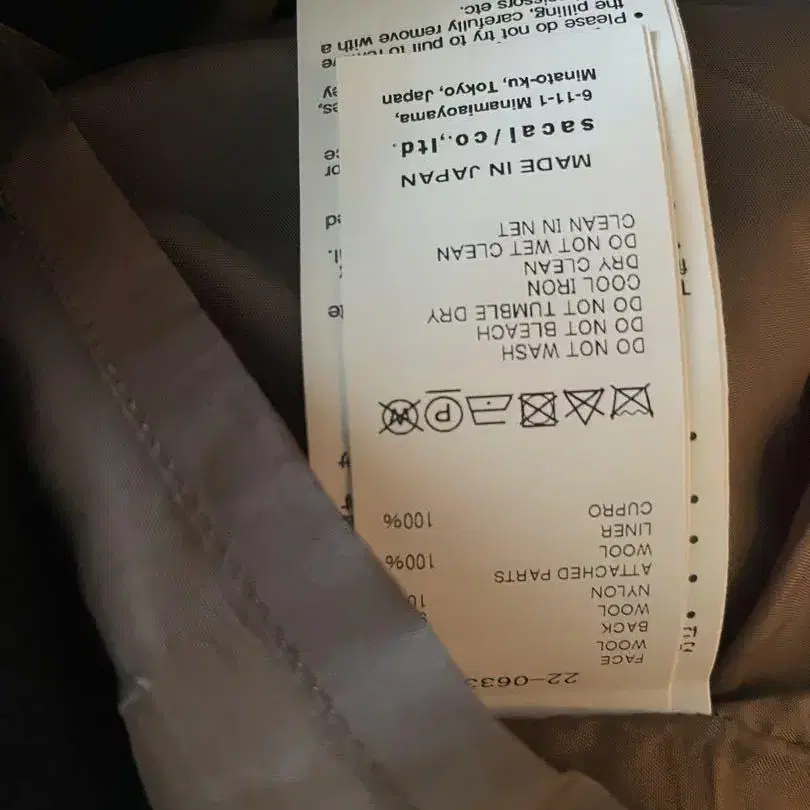 22-0633
FACE
WOOL
BACK
WOOL
NYLON
ATTACHED PARTS
WOOL 100%
LINER
CUPRO 100%
P W
DO NOT WASH
DO NOT BLEACH
DO NOT TUMBLE DRY
COOL IRON
DRY CLEAN
DO NOT WET CLEAN
CLEAN IN NET
MADE IN JAPAN
sacai/co.,ltd.
6-11-1 Minamiaoyama,
Minato-ku, Tokyo, Japan
• Please do not try to pull to
the pilling, carefully remove with a
etc.